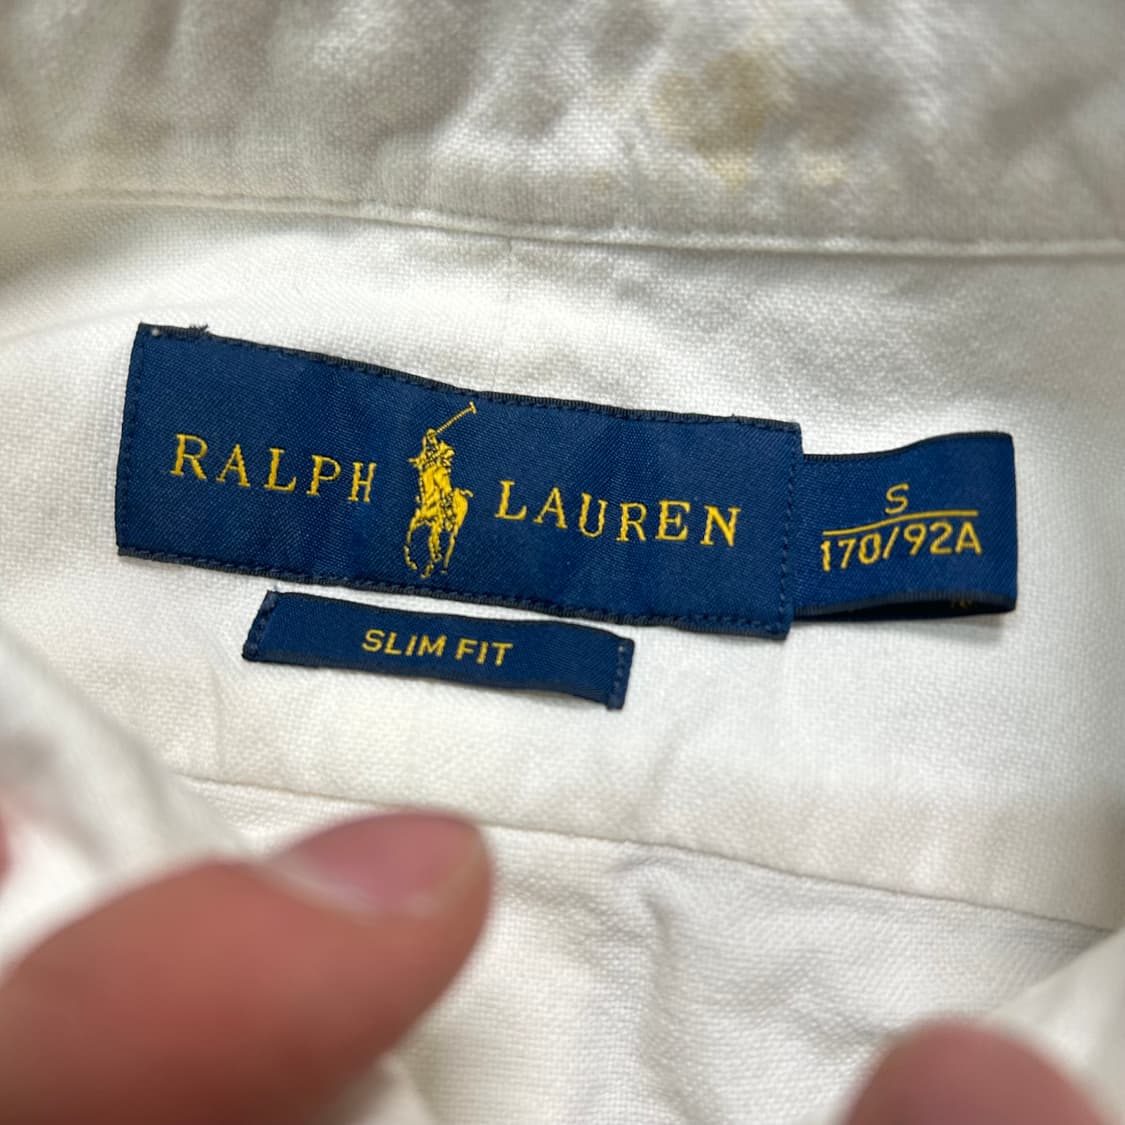 RALPH LAUREN
S
170/92A
SLIM FIT